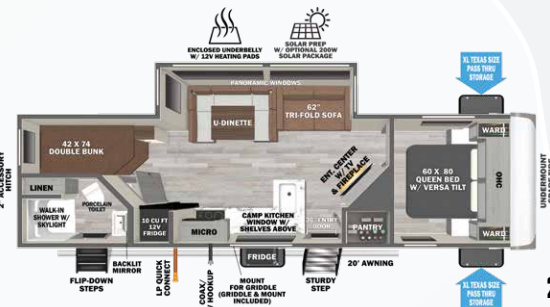 ENCLOSED UNDERBELLY
W/ 12V HEATING PADS
SOLAR PREP
W/ OPTIONAL 200W
SOLAR PACKAGE
XL TEXAS SIZE
PASS THRU
STORAGE
PANORAMIC WINDOWS
U-DINETTE
62"
TRI-FOLD SOFA
42 X 74
DOUBLE BUNK
2" ACCESSORY
HITCH
LINEN
PORCELAIN
TOILET
WALK-IN
SHOWER W/
SKYLIGHT
10 CU FT
12V
FRIDGE
MICRO
CAMP KITCHEN
WINDOW W/
SHELVES ABOVE
ENT. CENTER
W/ TV
& FIREPLACE
PANTRY
60 X 80
QUEEN BED
W/ VERSA TILT
WARD
OHC
WARD
UNDERMOUNT
FLIP-DOWN
STEPS
BACKLIT
MIRROR
LP QUICK
CONNECT
COAX/
HOOKUP
FRIDGE
MOUNT
FOR GRIDDLE
(GRIDDLE & MOUNT
INCLUDED)
STURDY
STEP
20' AWNING
XL TEXAS SIZE
PASS THRU
STORAGE